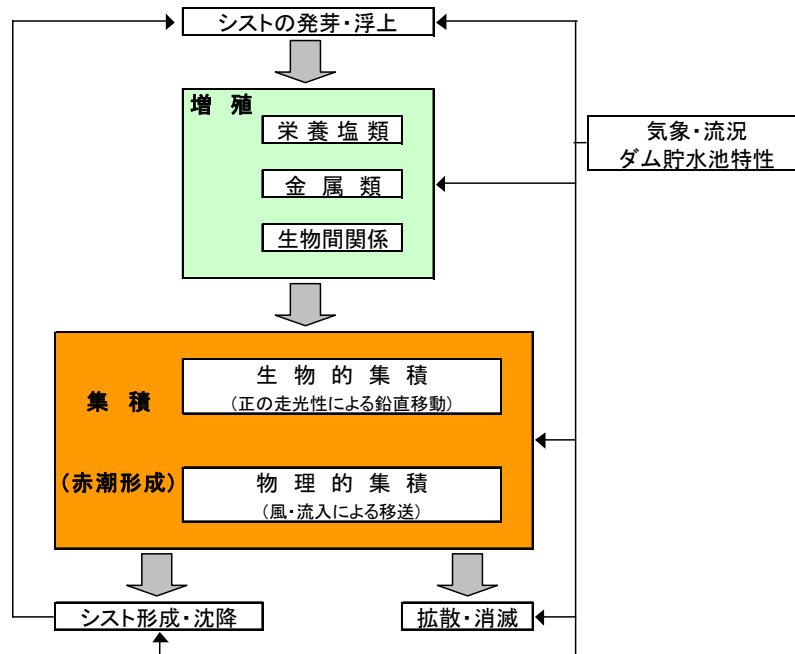 シストの発芽・浮上
増 殖
栄 養 塩 類
金 属 類
生物間関係
気象・流況
ダム貯水池特性
集 積
(赤潮形成)
生 物 的 集 積
(正の走光性による鉛直移動)
物 理 的 集 積
(風・流入による移送)
シスト形成・沈降
拡散・消滅